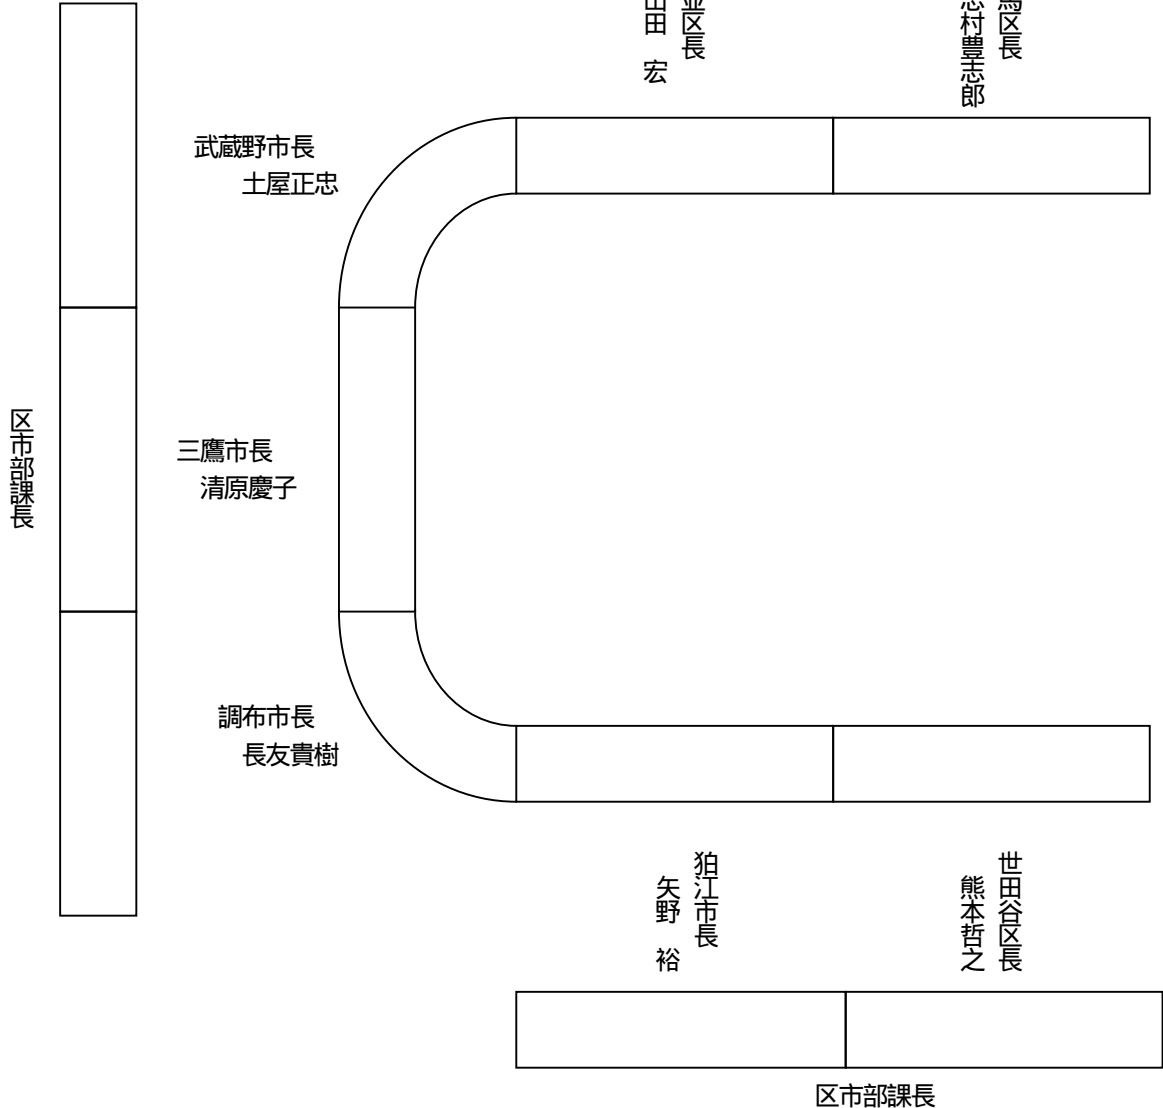 並区長
山田　宏
馬区長
志村豊志郎
武蔵野市長
土屋正忠
区市部課長
三鷹市長
清原慶子
調布市長
長友貴樹
狛江市長
矢野　裕
世田谷区長
熊本哲之
区市部課長